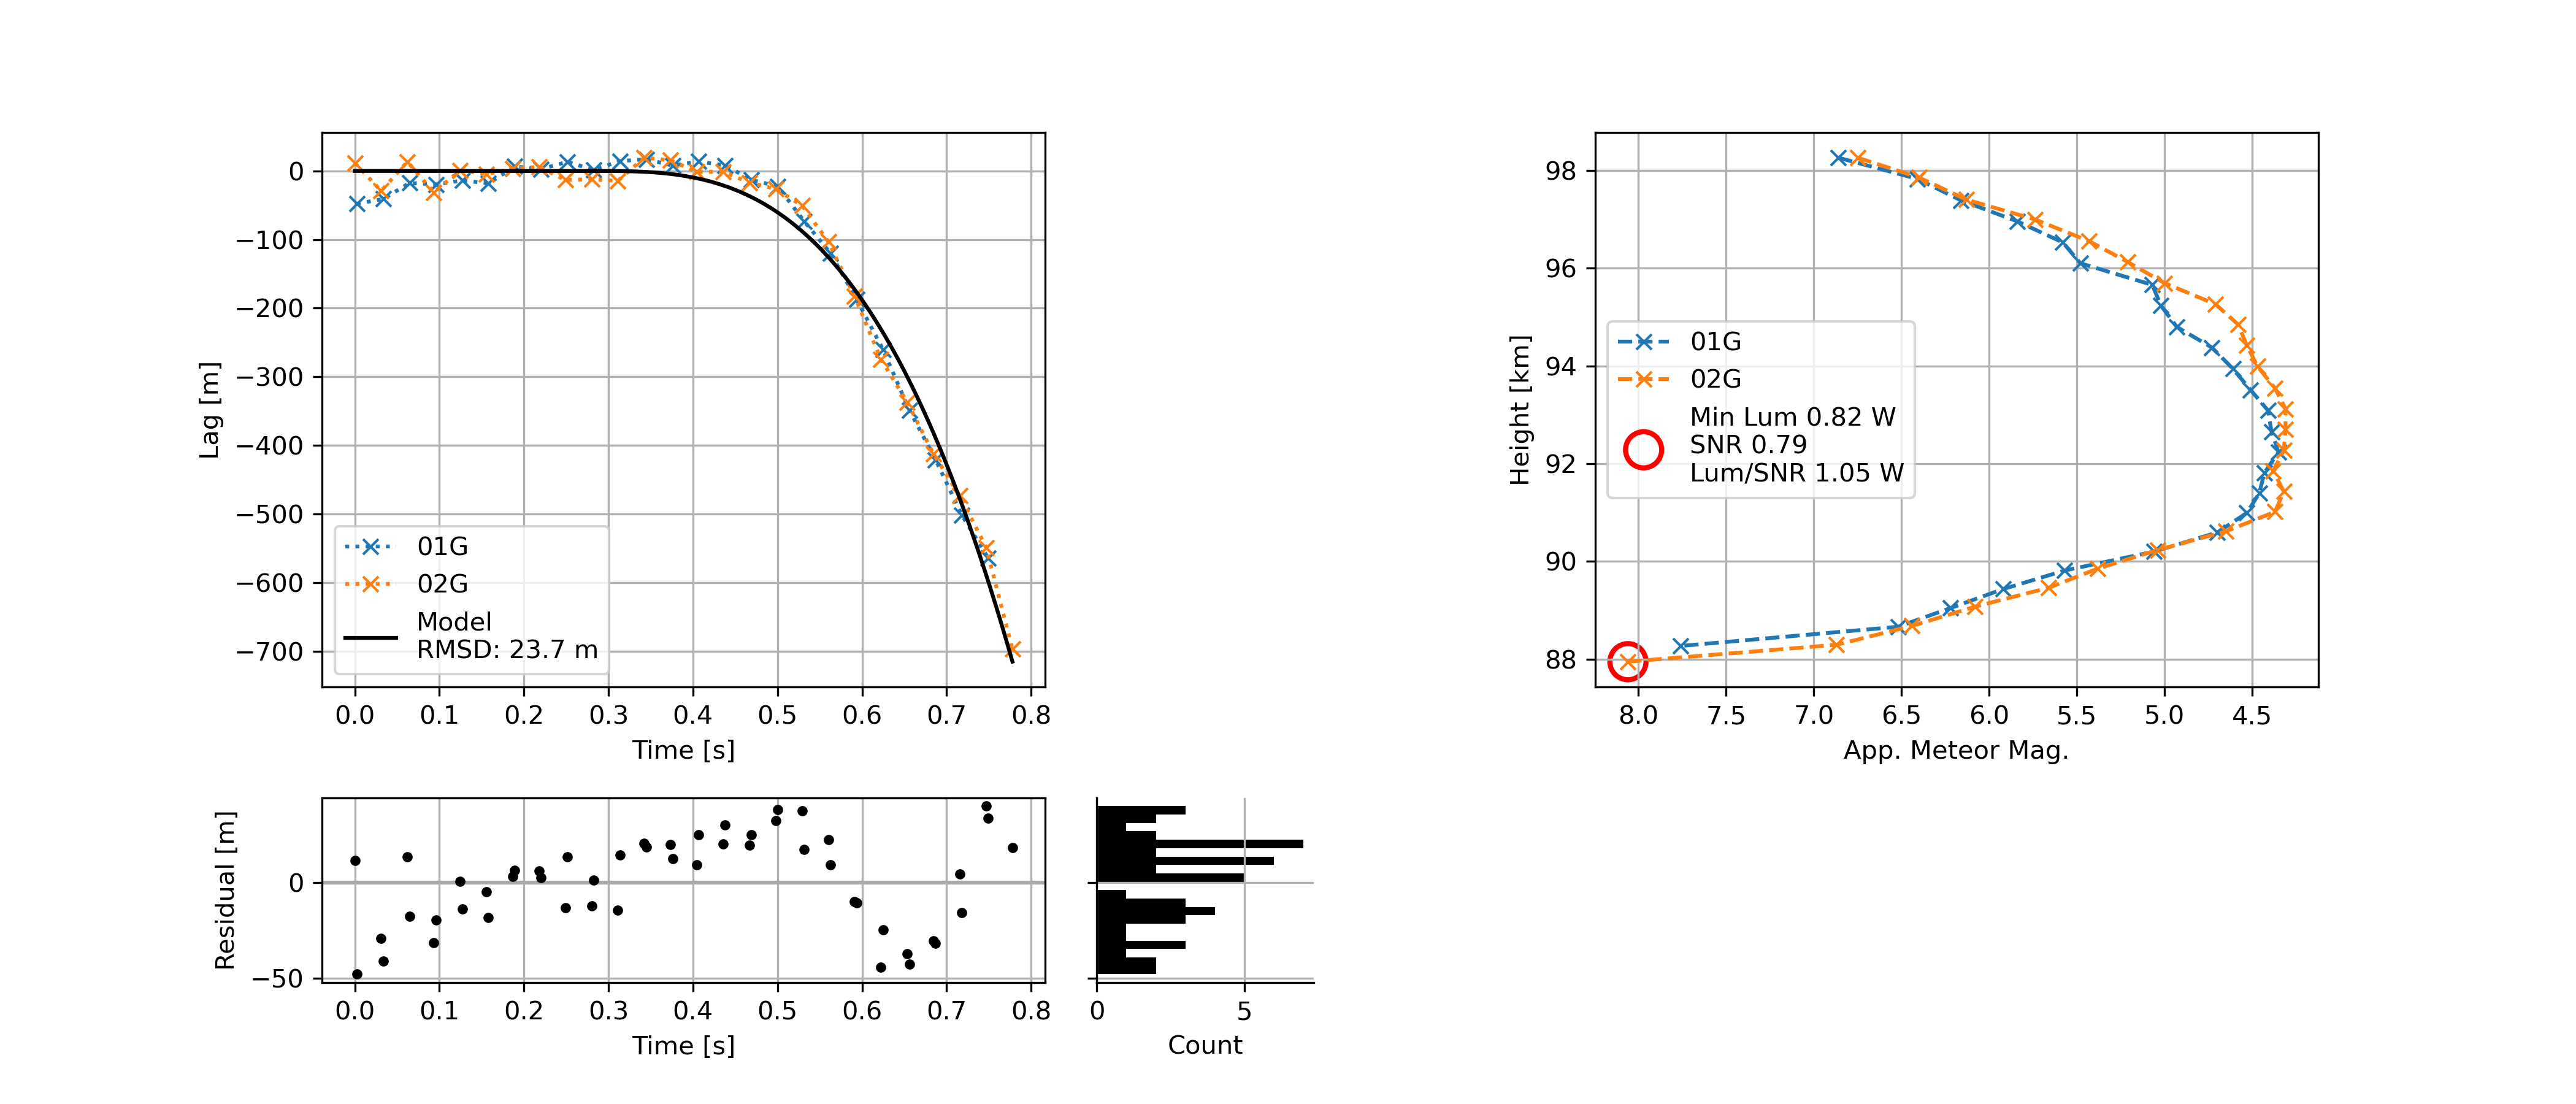 0
−100
−200
−300
−400
−500
−600
−700
Lag [m]
01G
02G
Model
RMSD: 23.7 m
0.0 0.1 0.2 0.3 0.4 0.5 0.6 0.7 0.8
Time [s]
0
−50
Residual [m]
0.0 0.1 0.2 0.3 0.4 0.5 0.6 0.7 0.8
Time [s]
0 5
Count
98
96
94
92
90
88
Height [km]
01G
02G
Min Lum 0.82 W
SNR 0.79
Lum/SNR 1.05 W
8.0 7.5 7.0 6.5 6.0 5.5 5.0 4.5
App. Meteor Mag.